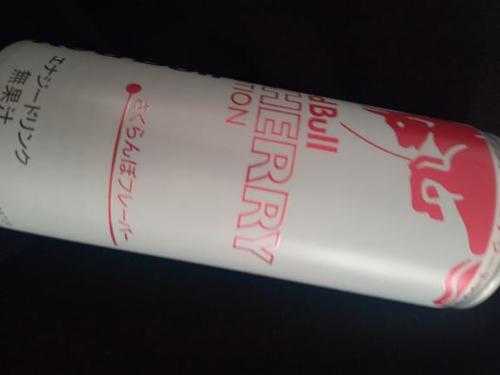 d Bull
HERRY
TION
さくらんぼフレーバー
エナジードリンク
無果汁